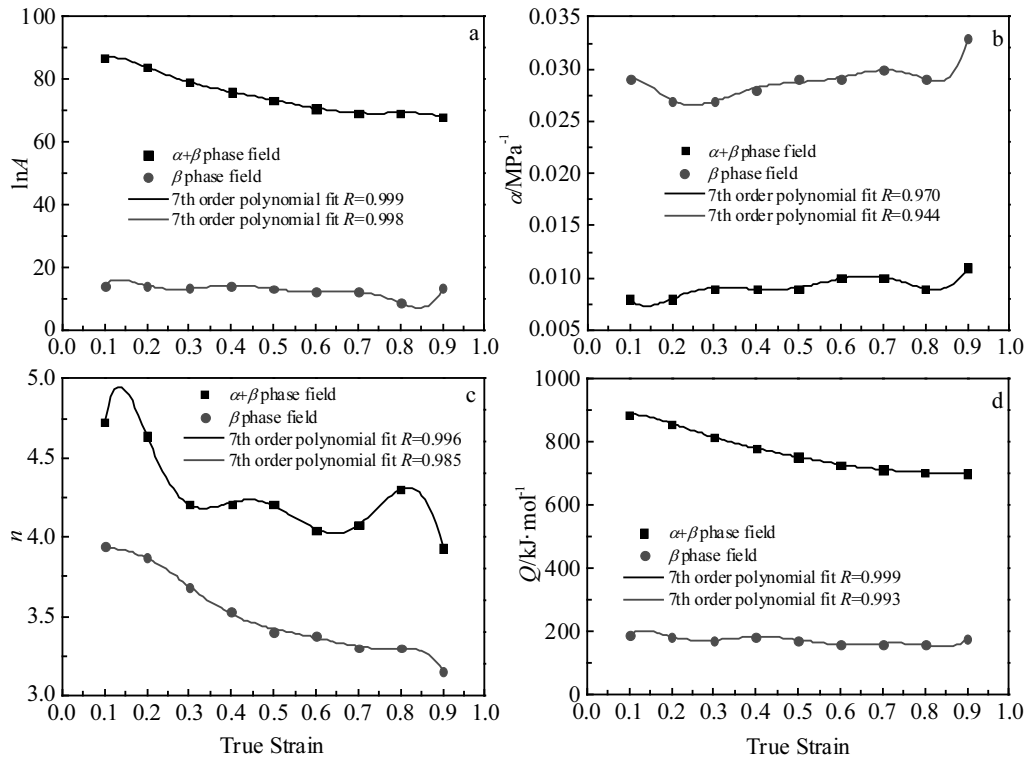 a
100
80
60
40
20
0
lnA
α+β phase field
β phase field
7th order polynomial fit R=0.999
7th order polynomial fit R=0.998
0.0 0.1 0.2 0.3 0.4 0.5 0.6 0.7 0.8 0.9 1.0
b
0.035
0.030
0.025
0.020
0.015
0.010
0.005
α/MPa⁻¹
α+β phase field
β phase field
7th order polynomial fit R=0.970
7th order polynomial fit R=0.944
0.0 0.1 0.2 0.3 0.4 0.5 0.6 0.7 0.8 0.9 1.0
c
5.0
4.5
4.0
3.5
3.0
n
α+β phase field
β phase field
7th order polynomial fit R=0.996
7th order polynomial fit R=0.985
0.0 0.1 0.2 0.3 0.4 0.5 0.6 0.7 0.8 0.9 1.0
True Strain
d
1000
800
600
400
200
0
Q/kJ·mol⁻¹
α+β phase field
β phase field
7th order polynomial fit R=0.999
7th order polynomial fit R=0.993
0.0 0.1 0.2 0.3 0.4 0.5 0.6 0.7 0.8 0.9 1.0
True Strain